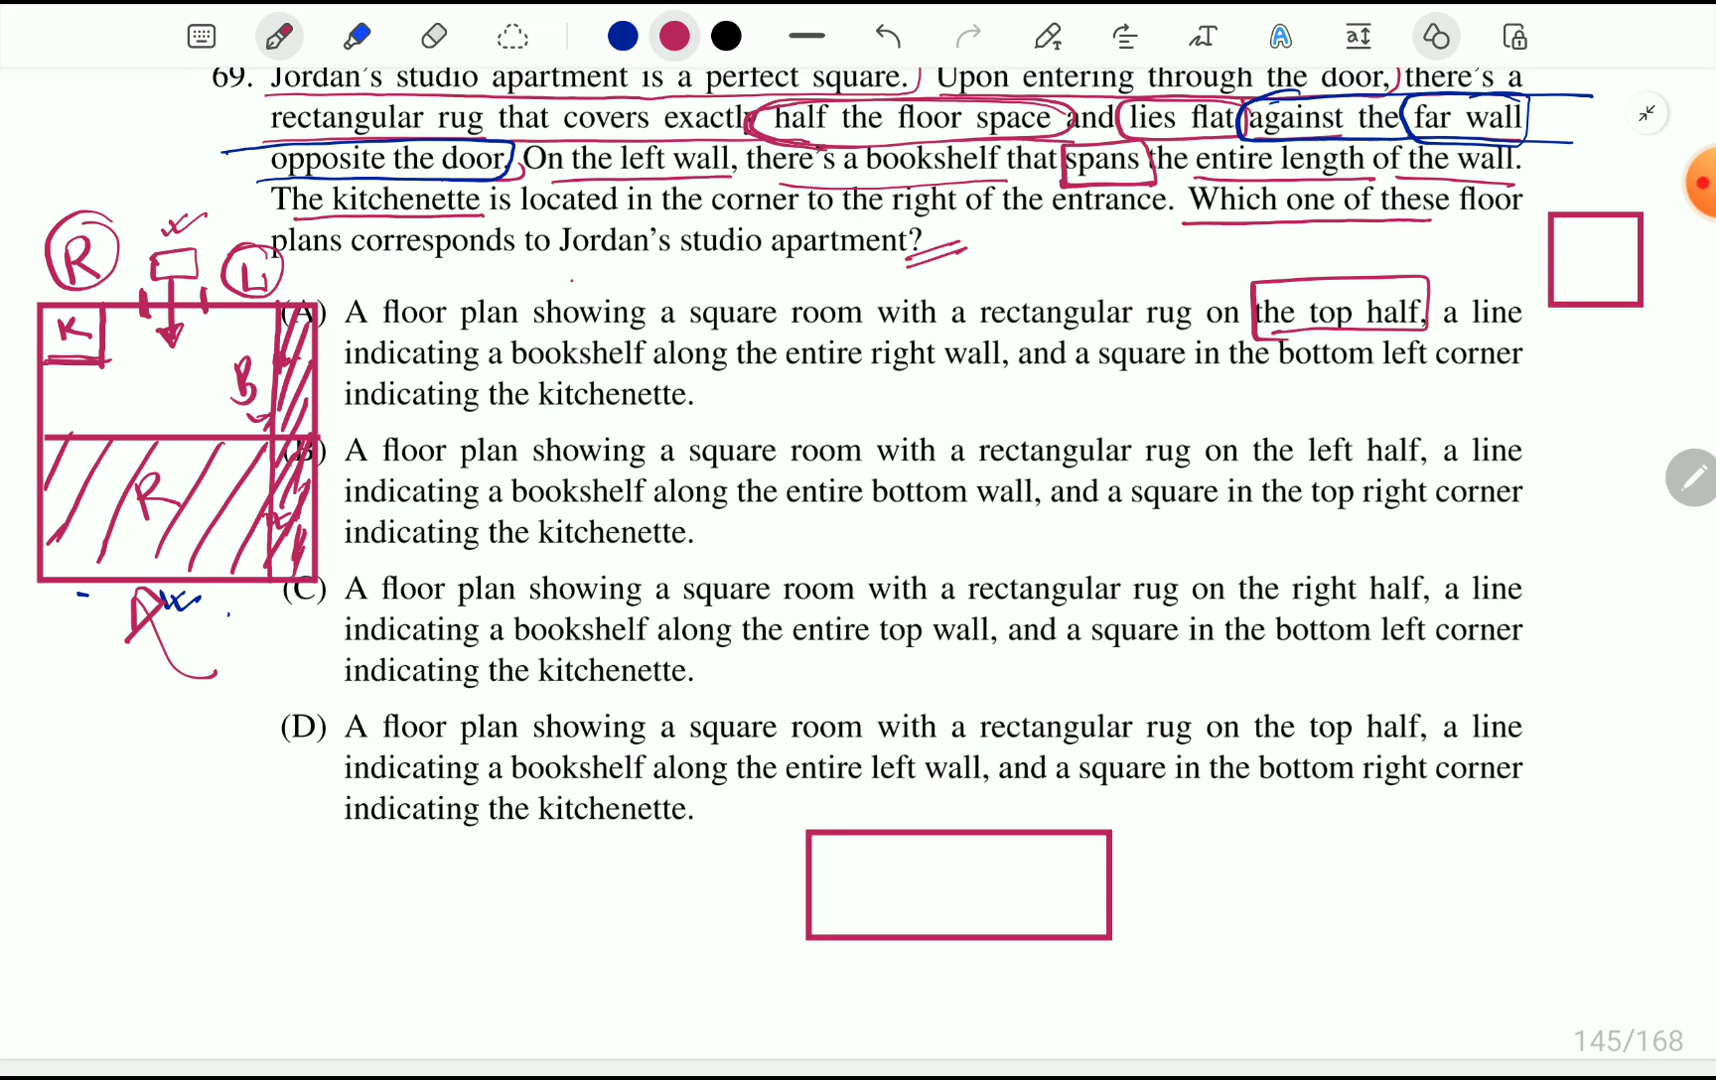 69. Jordan's studio apartment is a perfect square. Upon entering through the door, there's a
rectangular rug that covers exactly half the floor space and lies flat against the far wall
opposite the door. On the left wall, there's a bookshelf that spans the entire length of the wall.
The kitchenette is located in the corner to the right of the entrance. Which one of these floor
plans corresponds to Jordan's studio apartment?
R
L
K
B
R
(A) A floor plan showing a square room with a rectangular rug on the top half, a line
indicating a bookshelf along the entire right wall, and a square in the bottom left corner
indicating the kitchenette.
(B) A floor plan showing a square room with a rectangular rug on the left half, a line
indicating a bookshelf along the entire bottom wall, and a square in the top right corner
indicating the kitchenette.
(C) A floor plan showing a square room with a rectangular rug on the right half, a line
indicating a bookshelf along the entire top wall, and a square in the bottom left corner
indicating the kitchenette.
(D) A floor plan showing a square room with a rectangular rug on the top half, a line
indicating a bookshelf along the entire left wall, and a square in the bottom right corner
indicating the kitchenette.
145/168